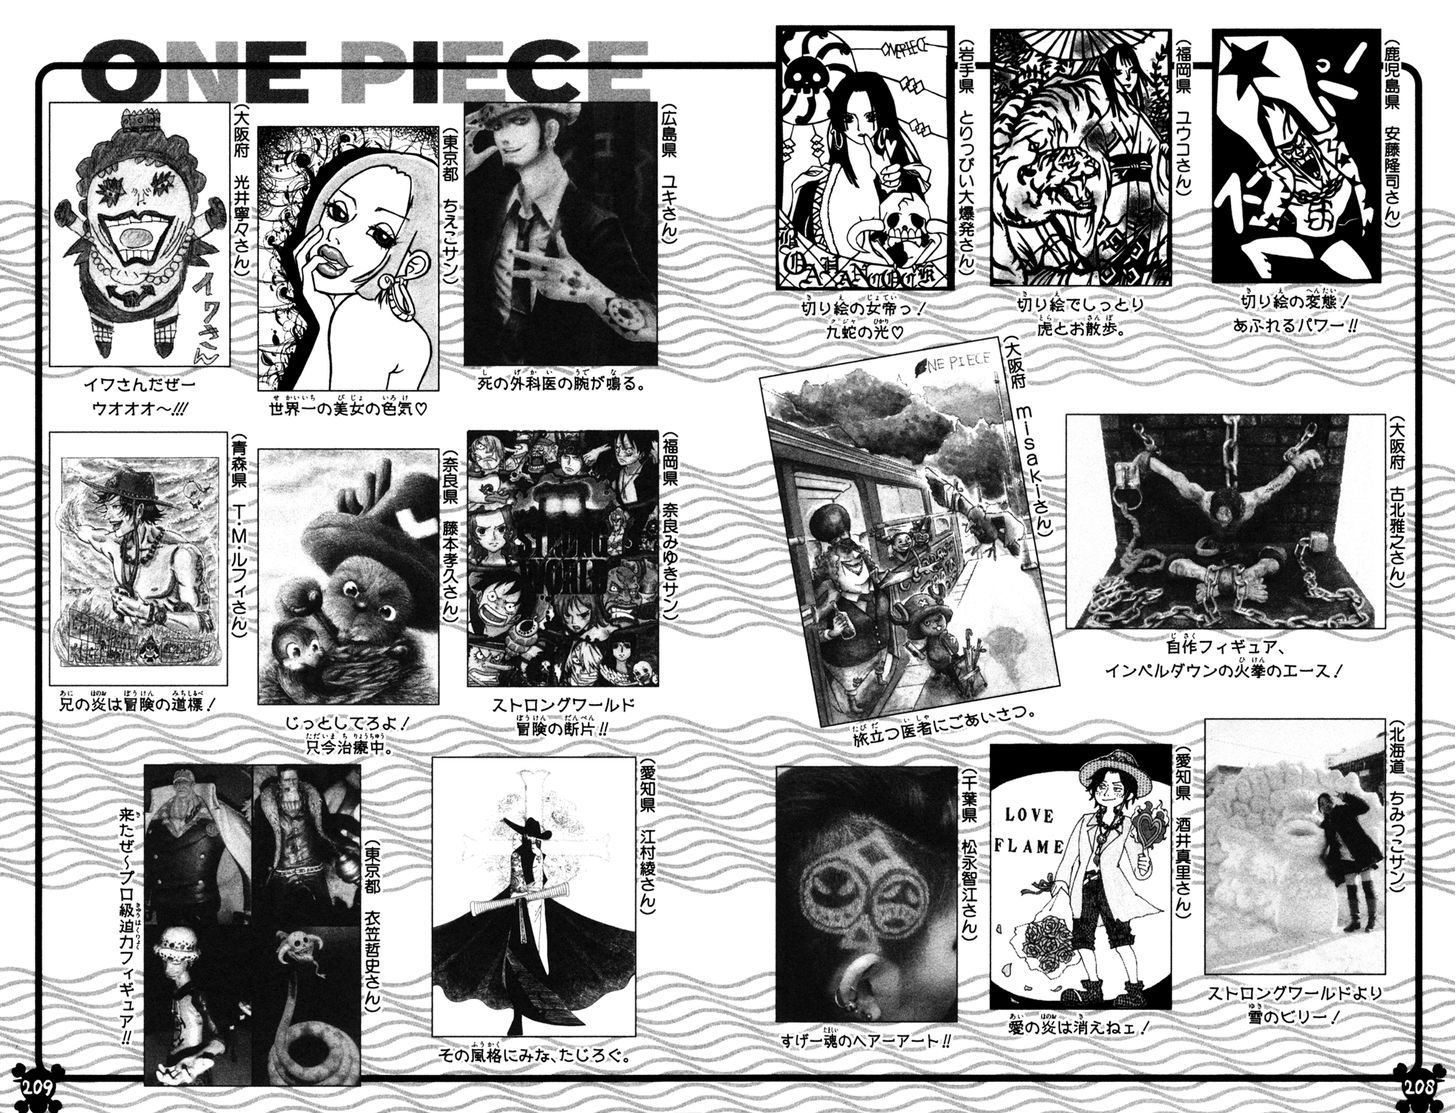 ONE PIECE
(鹿児島県　安藤隆司さん)
切り絵の変態！
あふれるパワー!!
(福岡県　ユウコさん)
切り絵でしっとり
虎とお散歩。
(岩手県　とりっぴい大爆発さん)
ONEPIECE
切り絵の女帝っ！
九蛇の光♡
(大阪府　古北雅之さん)
自作フィギュア、
インペルダウンの火拳のエース！
(大阪府　misakiさん)
ONE PIECE
旅立つ医者にごあいさつ。
(北海道　ちみつこサン)
ストロングワールドより
雪のビリー！
(愛知県　酒井真里さん)
LOVE
FLAME
愛の炎は消えねェ！
(千葉県　松永智江さん)
すげー魂のヘアーアート!!
208
(広島県　ユキさん)
死の外科医の腕が鳴る。
(東京都　ちえこサン)
世界一の美女の色気♡
(大阪府　光井寧々さん)
イワさん
イワさんだぜー
ウオオオ〜!!!
(福岡県　奈良みゆきサン)
STRONG
WORLD
ストロングワールド
冒険の断片!!
(奈良県　藤本孝久さん)
じっとしてろよ！
只今治療中。
(青森県　T・M・ルフィさん)
兄の炎は冒険の道標！
(愛知県　江村綾さん)
その風格にみな、たじろぐ。
(東京都　衣笠哲史さん)
来たぜ〜プロ級迫力フィギュア!!
209